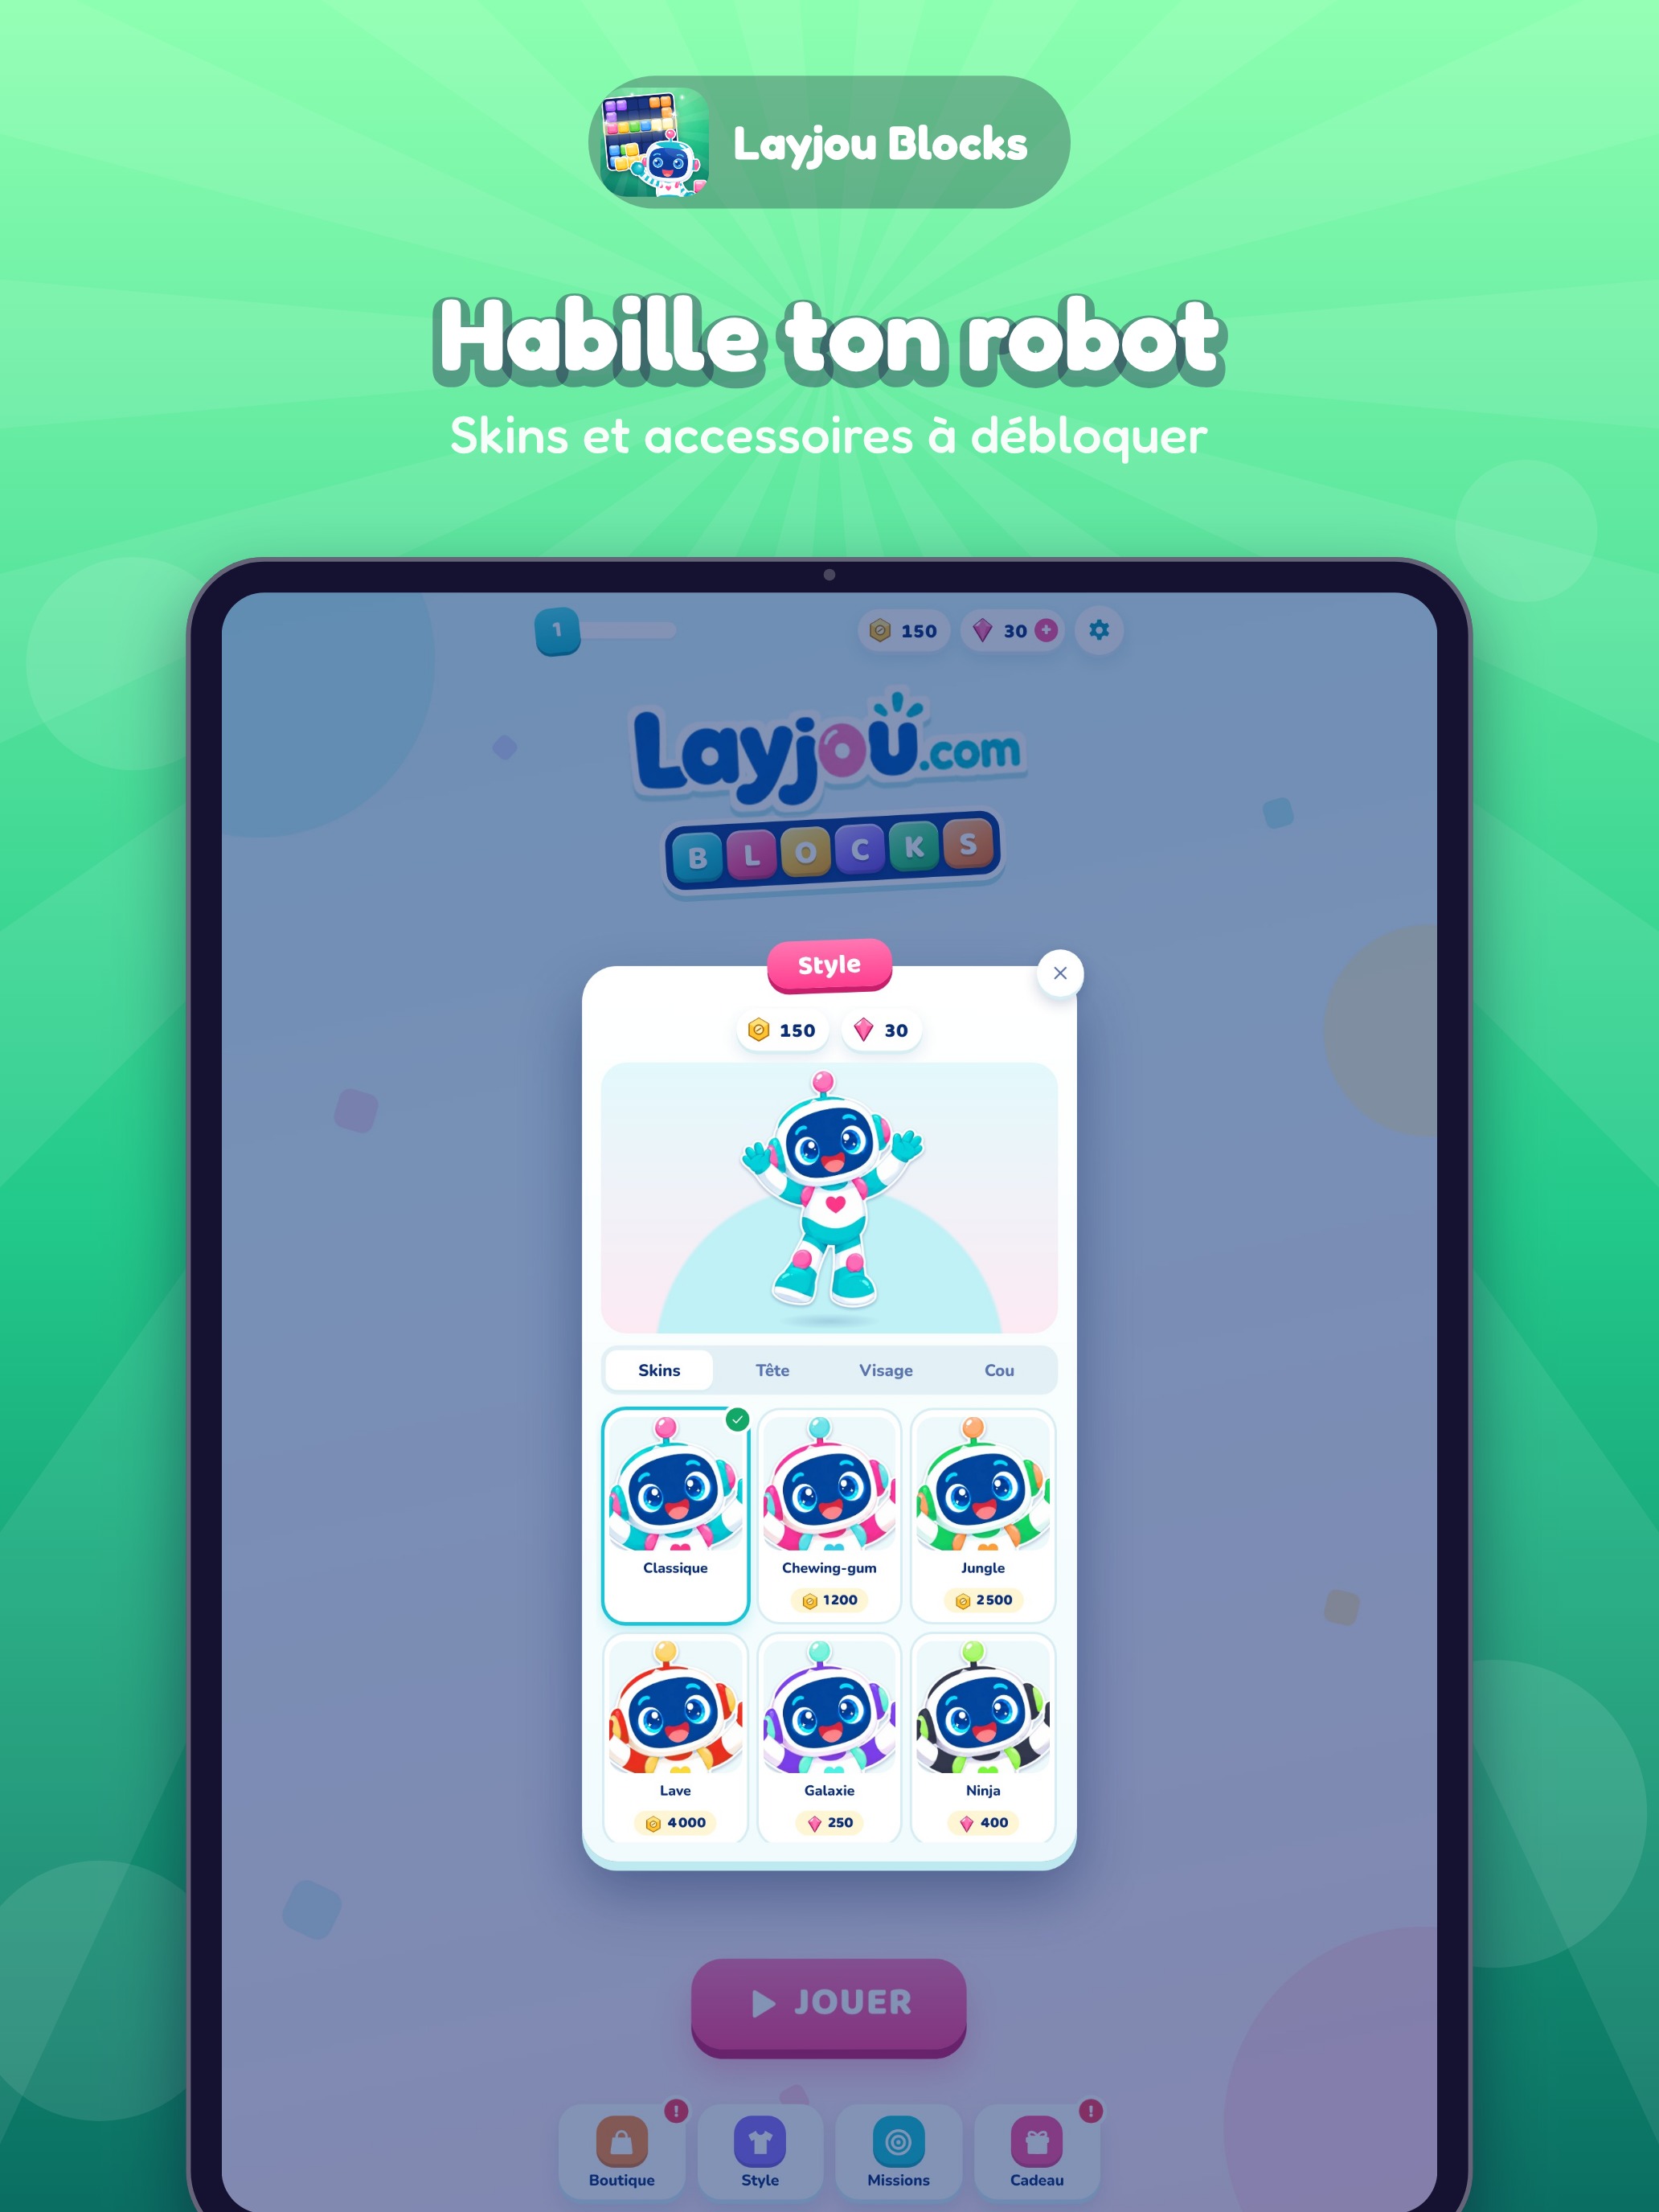 Layjou Blocks
Habille ton robot
Skins et accessoires à débloquer
1
150
30
Layjou.com
BLOCKS
Style
150
30
Skins
Tête
Visage
Cou
Classique
Chewing-gum
Jungle
1200
2500
Lave
Galaxie
Ninja
4000
250
400
JOUER
!
!
Boutique
Style
Missions
Cadeau